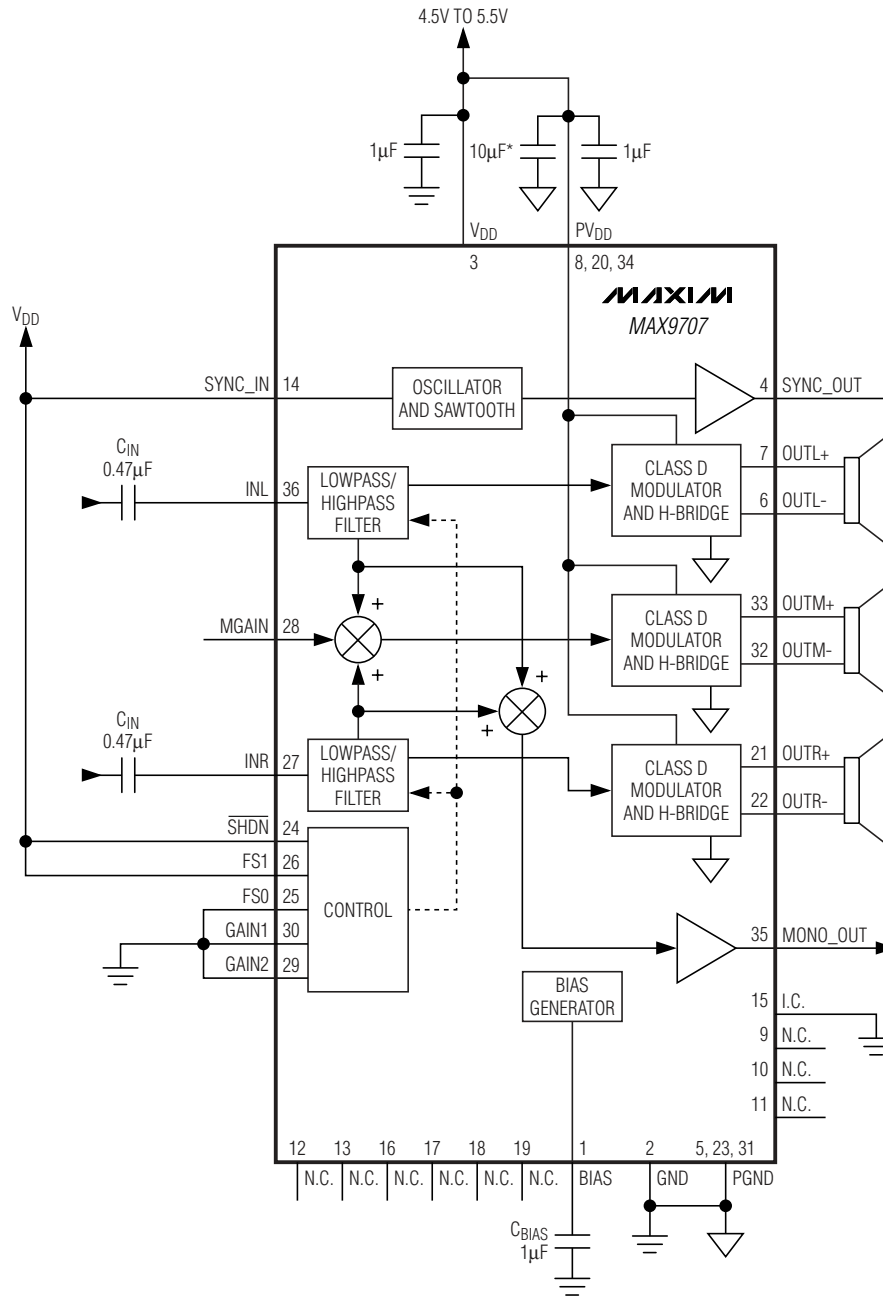 4.5V TO 5.5V
1µF
10µF*
1µF
VDD
PVDD
3
8, 20, 34
MAXIM
MAX9707
VDD
SYNC_IN
14
OSCILLATOR
AND SAWTOOTH
4
SYNC_OUT
CIN
0.47µF
INL
36
LOWPASS/
HIGHPASS
FILTER
CLASS D
MODULATOR
AND H-BRIDGE
7
OUTL+
6
OUTL-
+
MGAIN
28
+
CLASS D
MODULATOR
AND H-BRIDGE
33
OUTM+
32
OUTM-
+
+
CIN
0.47µF
INR
27
LOWPASS/
HIGHPASS
FILTER
CLASS D
MODULATOR
AND H-BRIDGE
21
OUTR+
22
OUTR-
SHDN
24
FS1
26
FS0
25
GAIN1
30
GAIN2
29
CONTROL
35
MONO_OUT
BIAS
GENERATOR
15
I.C.
9
N.C.
10
N.C.
11
N.C.
12
13
16
17
18
19
1
2
5, 23, 31
N.C.
N.C.
N.C.
N.C.
N.C.
N.C.
BIAS
GND
PGND
CBIAS
1µF